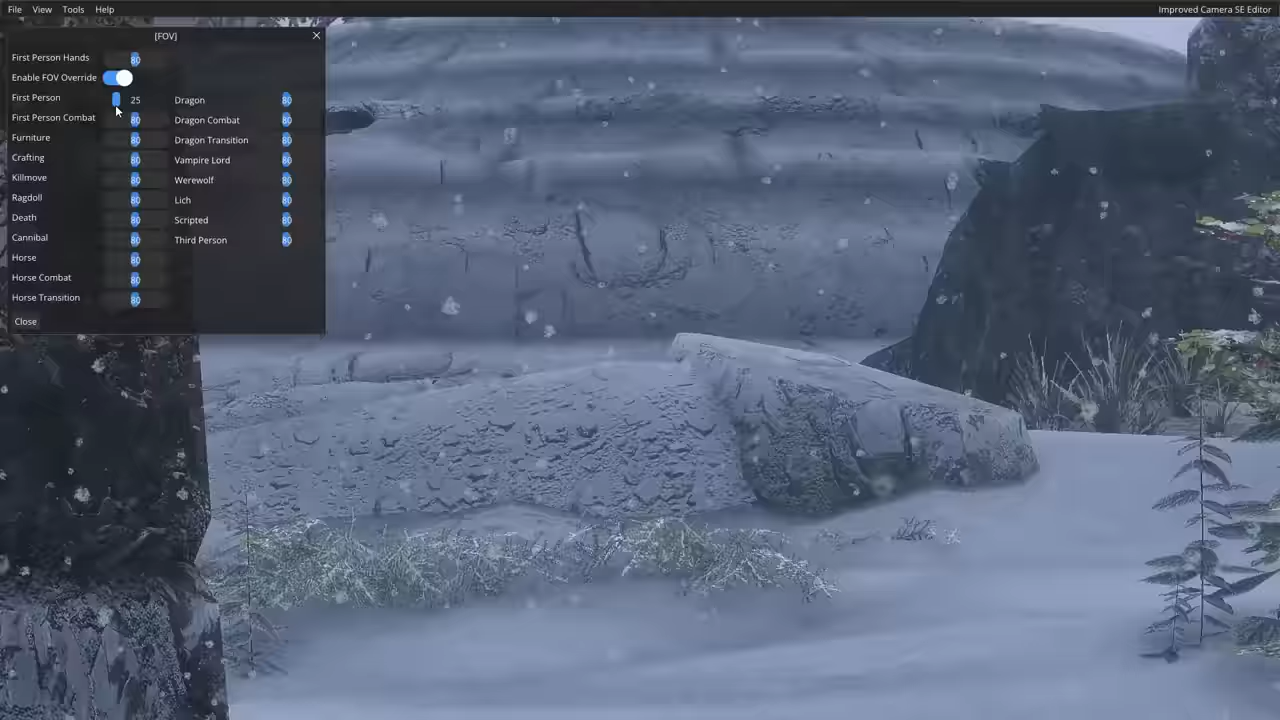 File View Tools Help Improved Camera SE Editor
[FOV]
First Person Hands 80
Enable FOV Override
First Person 25 Dragon 80
First Person Combat 80 Dragon Combat 80
Furniture 80 Dragon Transition 80
Crafting 80 Vampire Lord 80
Killmove 80 Werewolf 80
Ragdoll 80 Lich 80
Death 80 Scripted 80
Cannibal 80 Third Person 80
Horse 80
Horse Combat 80
Horse Transition 80
Close